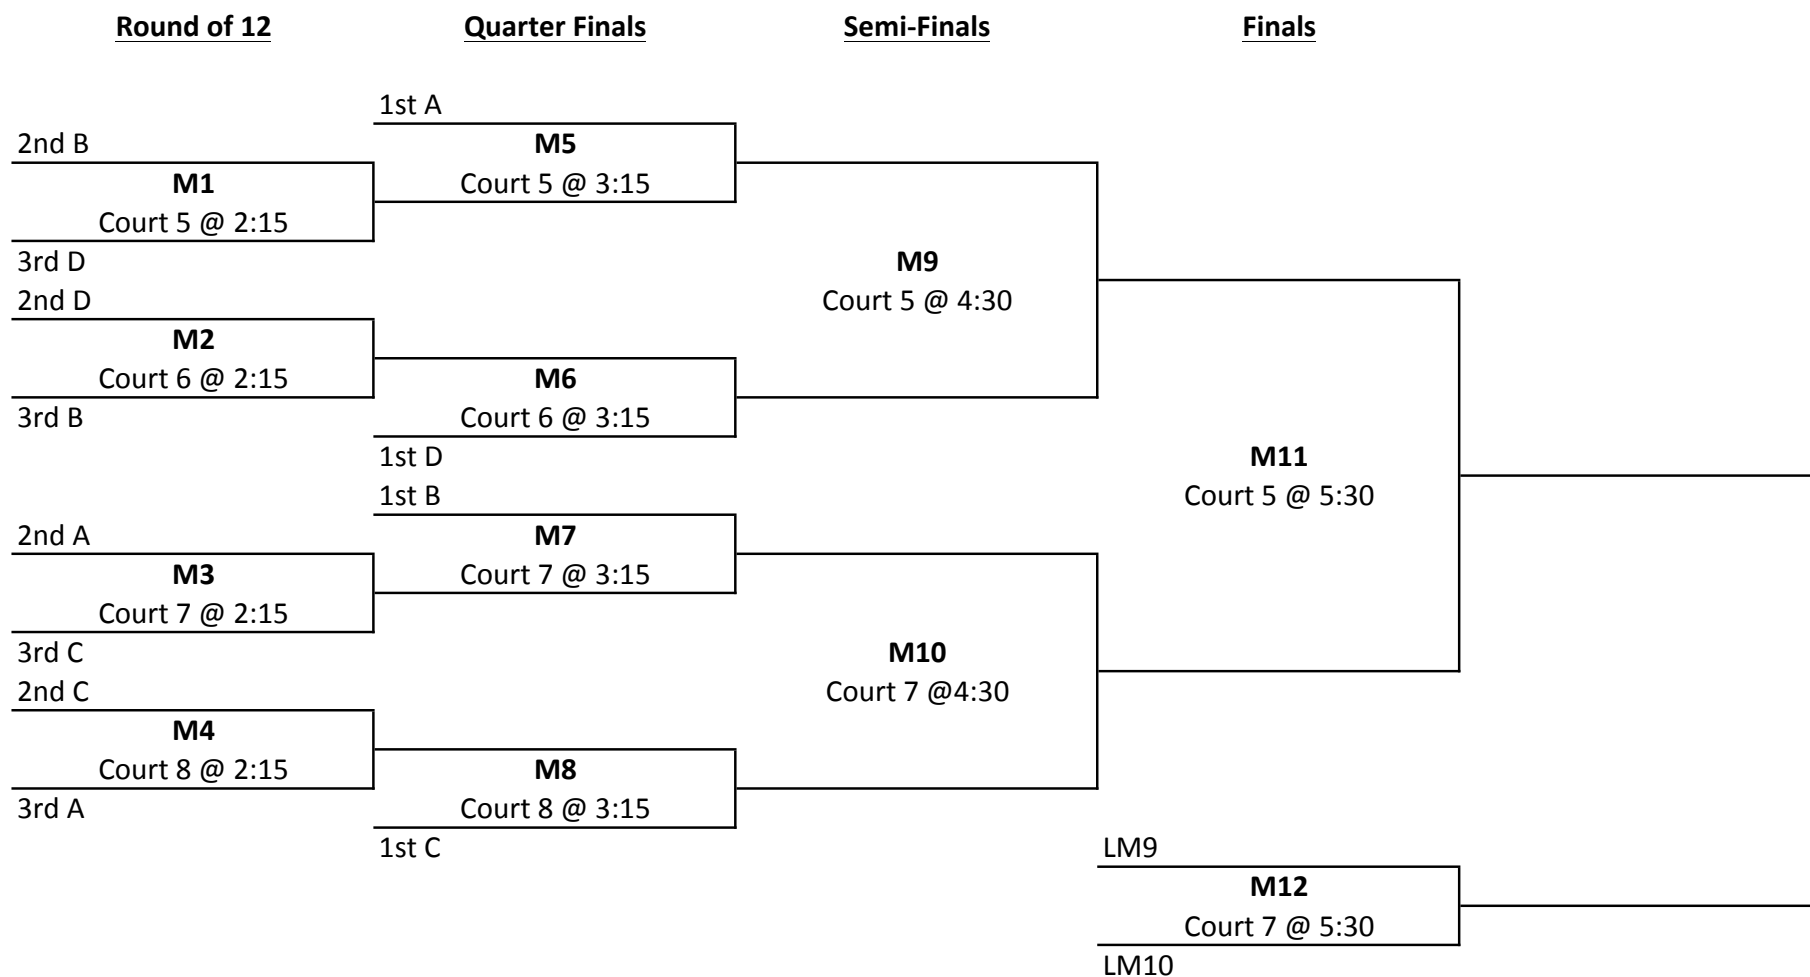 Round of 12
Quarter Finals
Semi-Finals
Finals
1st A
2nd B
M5
M1
Court 5 @ 3:15
Court 5 @ 2:15
3rd D
M9
2nd D
Court 5 @ 4:30
M2
Court 6 @ 2:15
M6
3rd B
Court 6 @ 3:15
1st D
M11
1st B
Court 5 @ 5:30
2nd A
M7
M3
Court 7 @ 3:15
Court 7 @ 2:15
3rd C
M10
2nd C
Court 7 @4:30
M4
Court 8 @ 2:15
M8
3rd A
Court 8 @ 3:15
1st C
LM9
M12
Court 7 @ 5:30
LM10